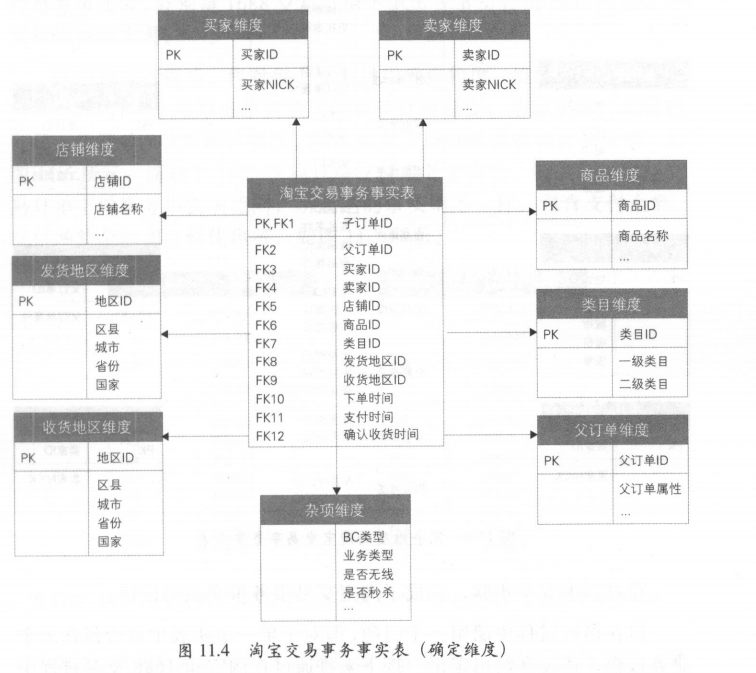 买家维度
PK 买家ID
买家NICK
...
卖家维度
PK 卖家ID
卖家NICK
...
店铺维度
PK 店铺ID
店铺名称
...
淘宝交易事务事实表
PK,FK1 子订单ID
FK2 父订单ID
FK3 买家ID
FK4 卖家ID
FK5 店铺ID
FK6 商品ID
FK7 类目ID
FK8 发货地区ID
FK9 收货地区ID
FK10 下单时间
FK11 支付时间
FK12 确认收货时间
商品维度
PK 商品ID
商品名称
...
发货地区维度
PK 地区ID
区县
城市
省份
国家
类目维度
PK 类目ID
一级类目
二级类目
收货地区维度
PK 地区ID
区县
城市
省份
国家
父订单维度
PK 父订单ID
父订单属性
...
杂项维度
BC类型
业务类型
是否无线
是否秒杀
...
图 11.4 淘宝交易事务事实表（确定维度）